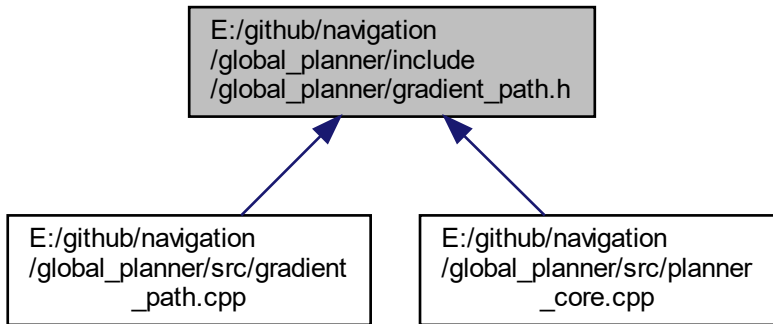 E:/github/navigation
/global_planner/include
/global_planner/gradient_path.h
E:/github/navigation
/global_planner/src/gradient
_path.cpp
E:/github/navigation
/global_planner/src/planner
_core.cpp